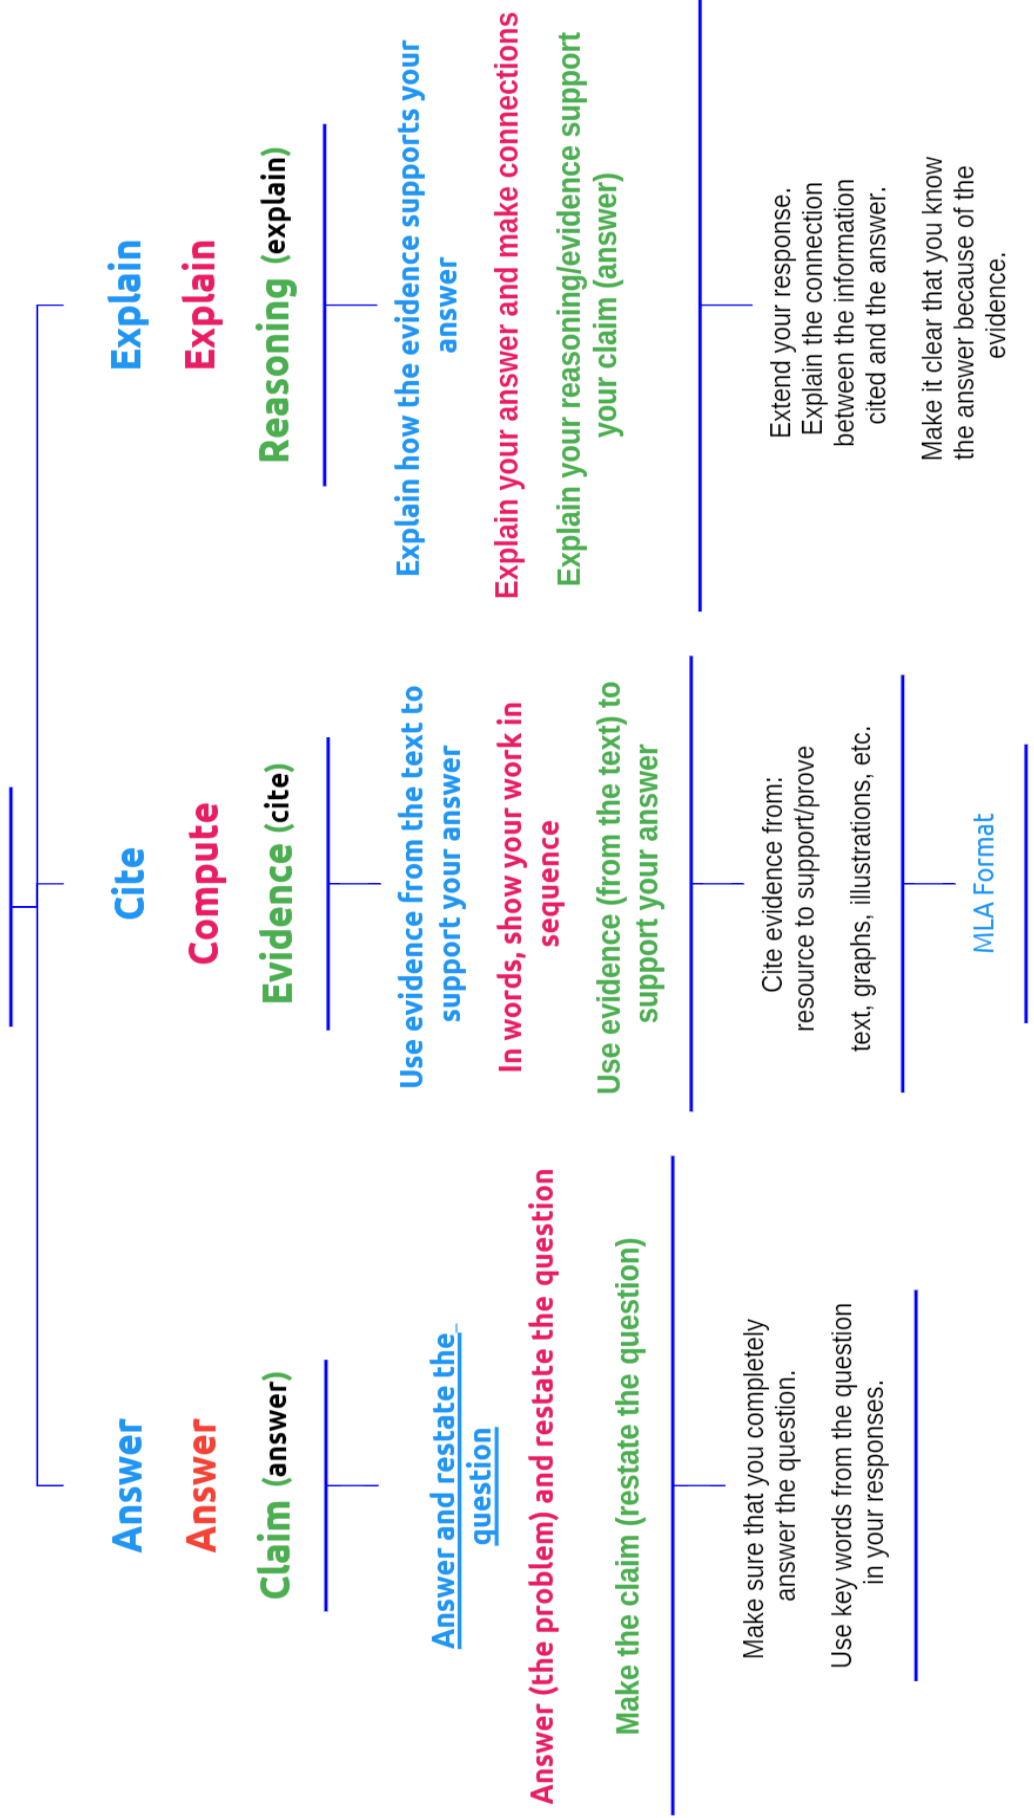 Answer
Answer
Claim (answer)
Answer and restate the
question
Answer (the problem) and restate the question
Make the claim (restate the question)
Make sure that you completely
answer the question.
Use key words from the question
in your responses.
Cite
Compute
Evidence (cite)
Use evidence from the text to
support your answer
In words, show your work in
sequence
Use evidence (from the text) to
support your answer
Cite evidence from:
resource to support/prove
text, graphs, illustrations, etc.
MLA Format
Explain
Explain
Reasoning (explain)
Explain how the evidence supports your
answer
Explain your answer and make connections
Explain your reasoning/evidence support
your claim (answer)
Extend your response.
Explain the connection
between the information
cited and the answer.
Make it clear that you know
the answer because of the
evidence.